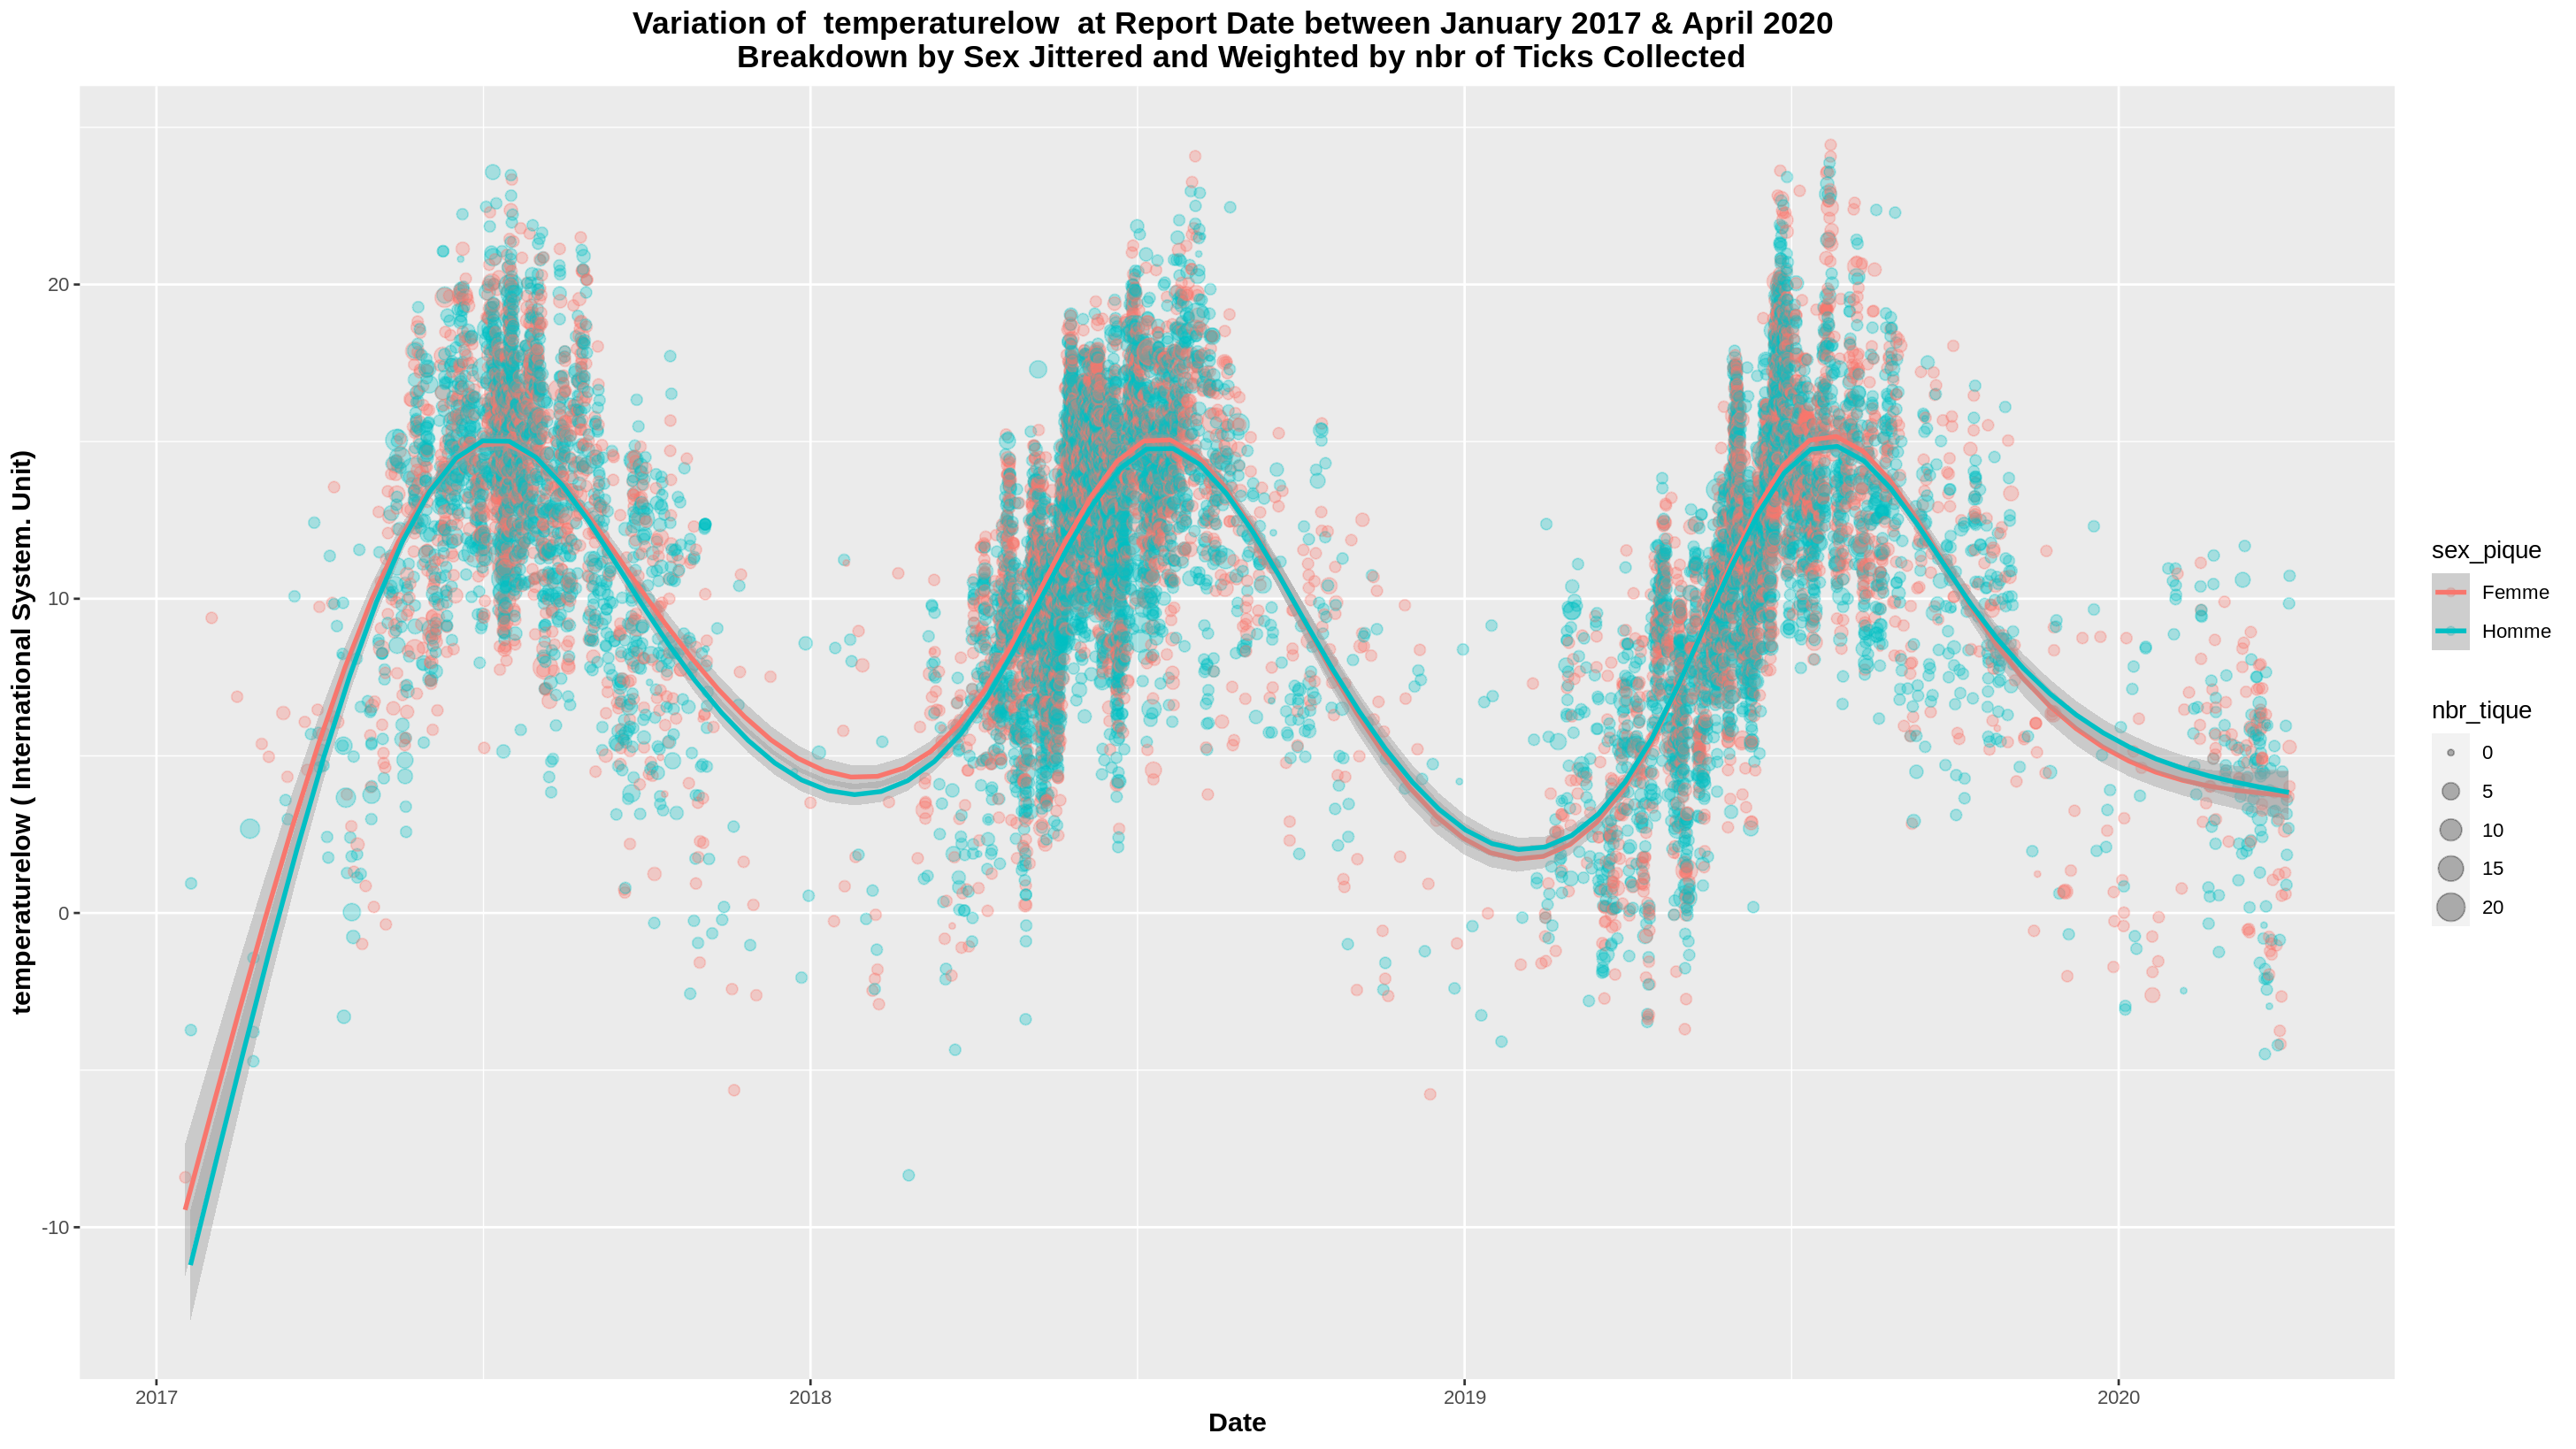 Variation of  temperaturelow  at Report Date between January 2017 & April 2020
Breakdown by Sex Jittered and Weighted by nbr of Ticks Collected
temperaturelow ( International System. Unit)
20
10
0
-10
2017
2018
2019
2020
Date
sex_pique
Femme
Homme
nbr_tique
0
5
10
15
20